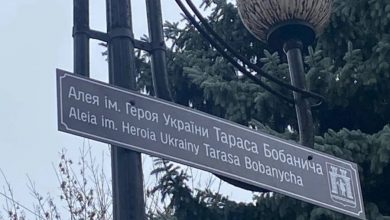 Алея ім. Героя України Тараса Бобанича
Aleia im. Heroia Ukrainy Tarasa Bobanycha